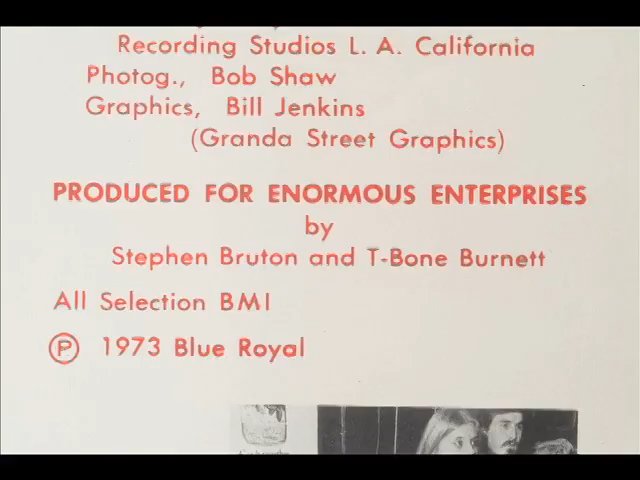 Recording Studios L. A. California
Photog., Bob Shaw
Graphics, Bill Jenkins
(Granda Street Graphics)
PRODUCED FOR ENORMOUS ENTERPRISES
by
Stephen Bruton and T-Bone Burnett
All Selection BMI
Ⓟ 1973 Blue Royal